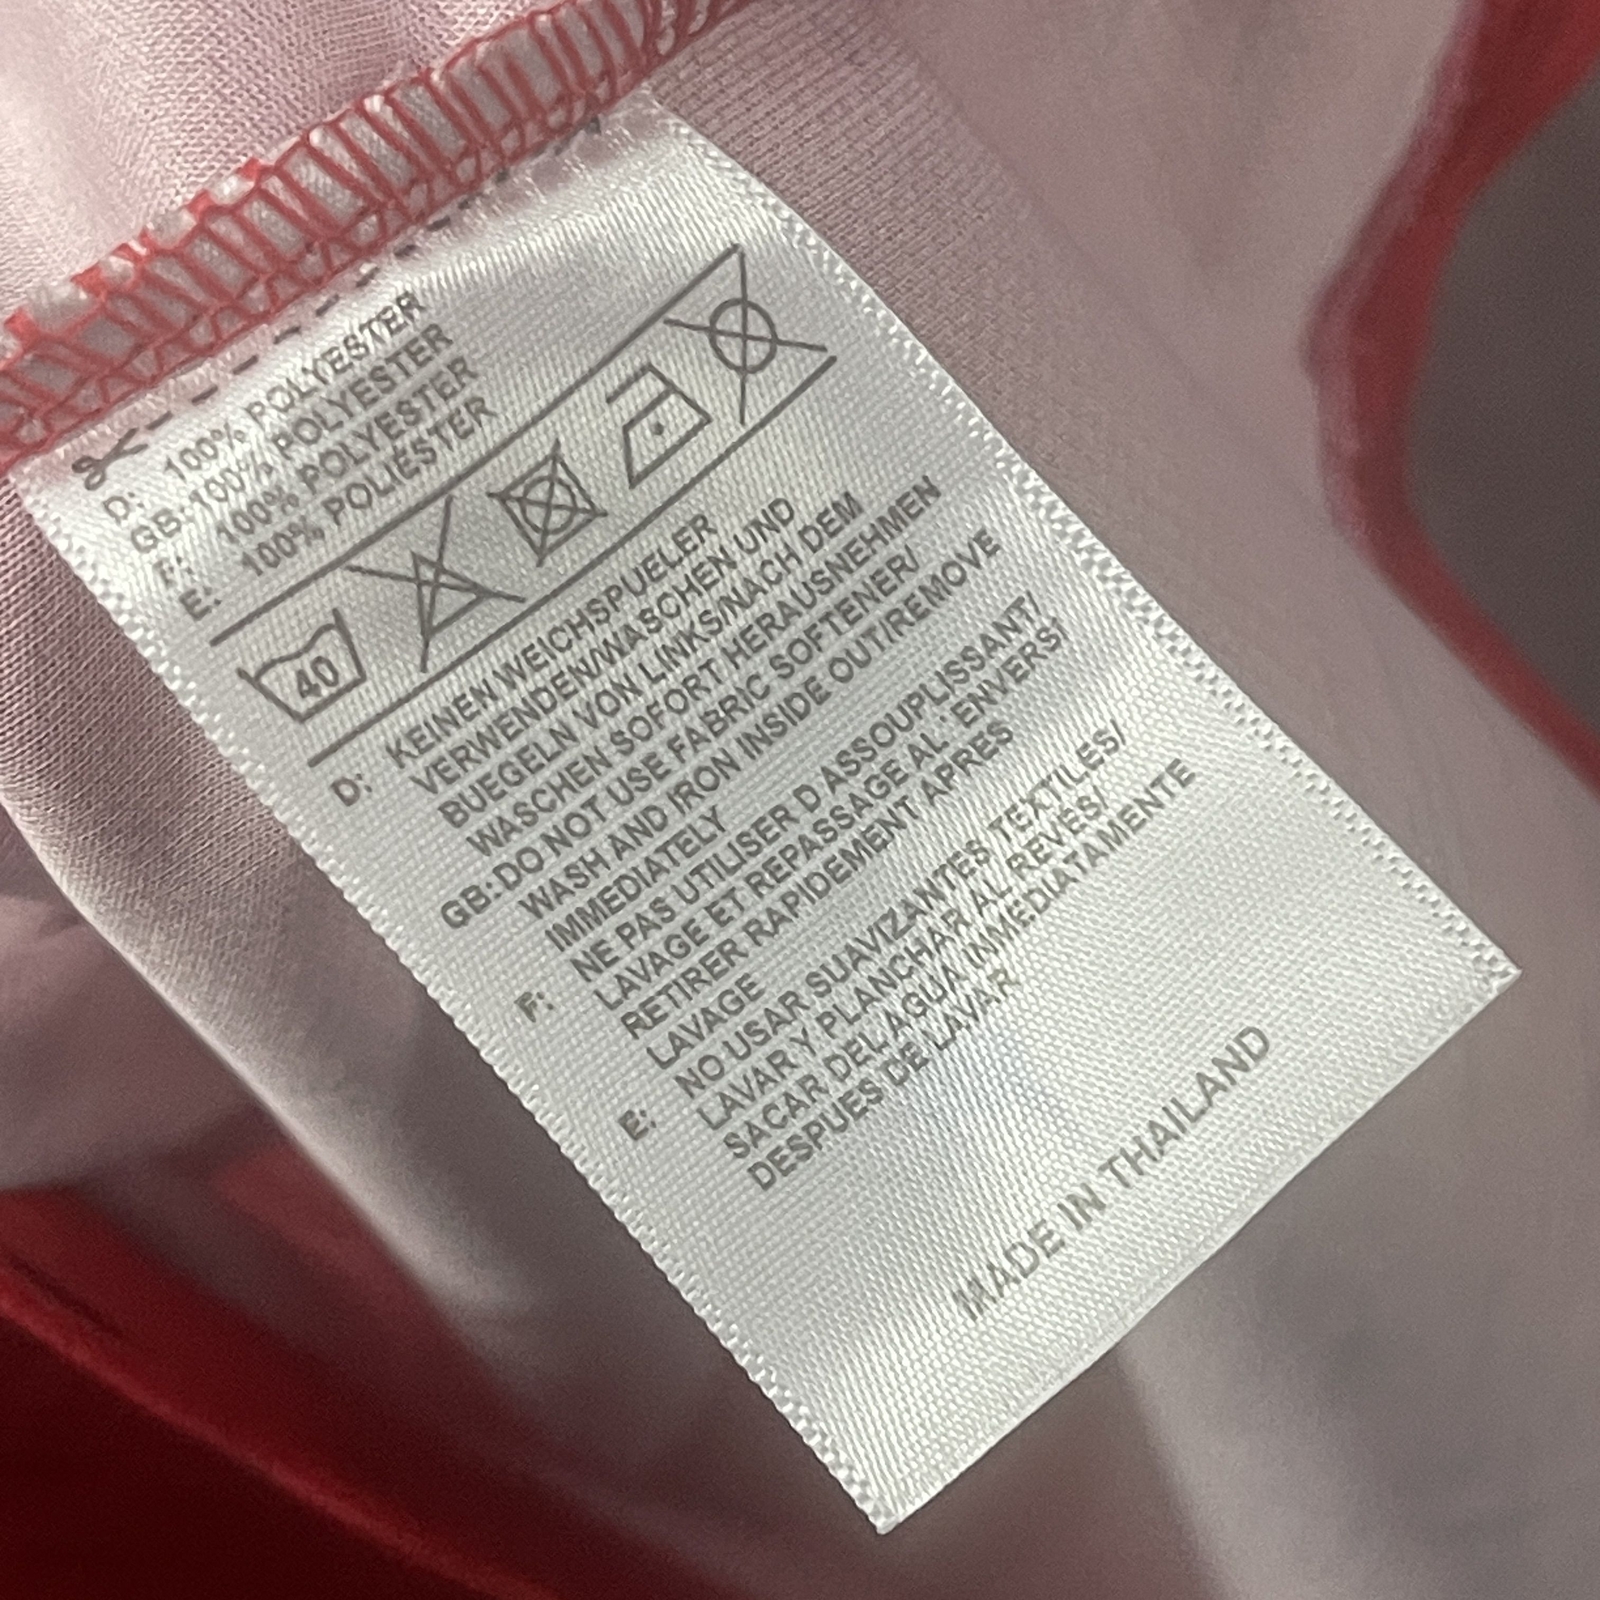 D: 100% POLYESTER
GB: 100% POLYESTER
F: 100% POLYESTER
E: 100% POLIÉSTER
40
D: KEINEN WEICHSPUELER
VERWENDEN/WASCHEN UND
BUEGELN VON LINKS/NACH DEM
WASCHEN SOFORT HERAUSNEHMEN
GB: DO NOT USE FABRIC SOFTENER/
WASH AND IRON INSIDE OUT/REMOVE
IMMEDIATELY
F: NE PAS UTILISER D ASSOUPLISSANT/
LAVAGE ET REPASSAGE AL 'ENVERS/
RETIRER RAPIDEMENT APRES
LAVAGE
E: NO USAR SUAVIZANTES TEXTILES/
LAVAR Y PLANCHAR AL REVÉS/
SACAR DEL AGUA INMEDIATAMENTE
DESPUES DE LAVAR
MADE IN THAILAND